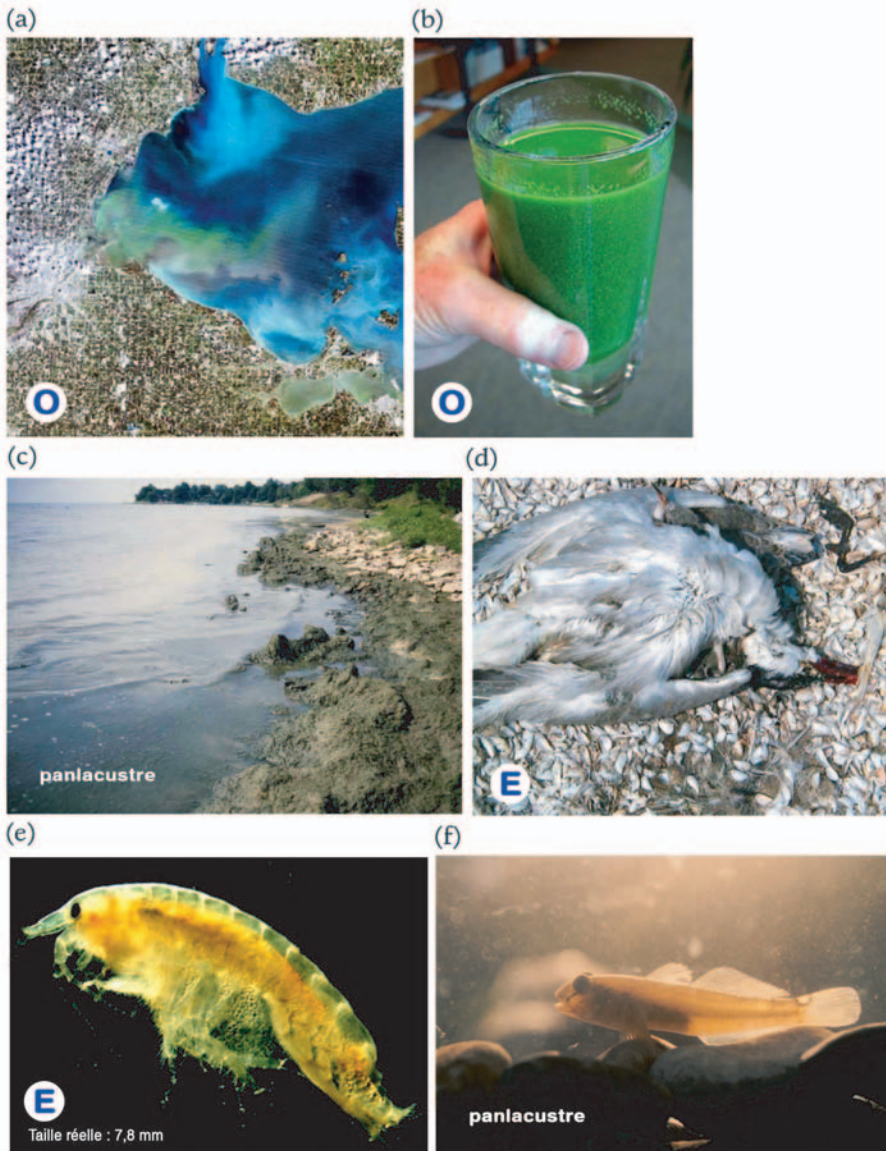 (a)
(b)
O
O
(c)
(d)
panlacustre
E
(e)
(f)
E
Taille réelle : 7,8 mm
panlacustre